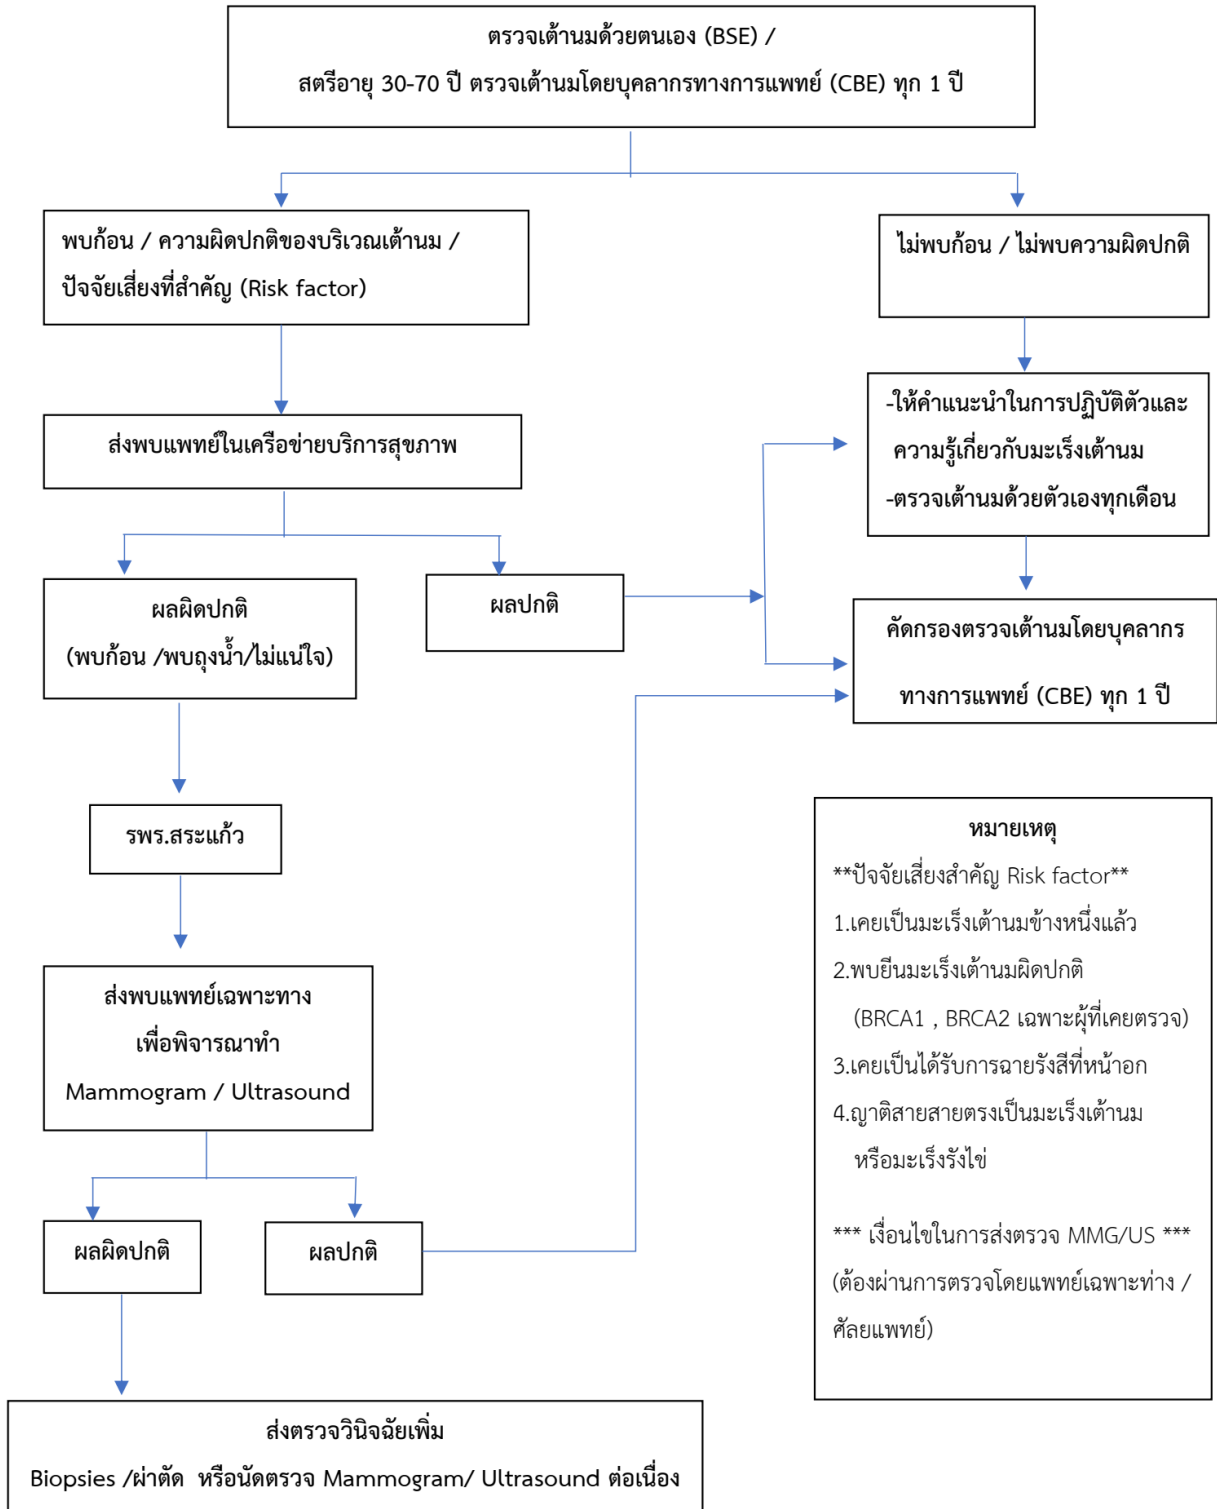 ตรวจเต้านมด้วยตนเอง (BSE) /
สตรีอายุ 30-70 ปี ตรวจเต้านมโดยบุคลากรทางการแพทย์ (CBE) ทุก 1 ปี
พบก้อน / ความผิดปกติของบริเวณเต้านม /
ปัจจัยเสี่ยงที่สำคัญ (Risk factor)
ไม่พบก้อน / ไม่พบความผิดปกติ
ส่งพบแพทย์ในเครือข่ายบริการสุขภาพ
-ให้คำแนะนำในการปฏิบัติตัวและ
ความรู้เกี่ยวกับมะเร็งเต้านม
-ตรวจเต้านมด้วยตัวเองทุกเดือน
ผลผิดปกติ
(พบก้อน /พบถุงน้ำ/ไม่แน่ใจ)
ผลปกติ
คัดกรองตรวจเต้านมโดยบุคลากร
ทางการแพทย์ (CBE) ทุก 1 ปี
รพร.สระแก้ว
ส่งพบแพทย์เฉพาะทาง
เพื่อพิจารณาทำ
Mammogram / Ultrasound
ผลผิดปกติ
ผลปกติ
ส่งตรวจวินิจฉัยเพิ่ม
Biopsies /ผ่าตัด หรือนัดตรวจ Mammogram/ Ultrasound ต่อเนื่อง
หมายเหตุ
**ปัจจัยเสี่ยงสำคัญ Risk factor**
1.เคยเป็นมะเร็งเต้านมข้างหนึ่งแล้ว
2.พบยีนมะเร็งเต้านมผิดปกติ
(BRCA1 , BRCA2 เฉพาะผู้ที่เคยตรวจ)
3.เคยเป็นได้รับการฉายรังสีที่หน้าอก
4.ญาติสายสายตรงเป็นมะเร็งเต้านม
หรือมะเร็งรังไข่
*** เงื่อนไขในการส่งตรวจ MMG/US ***
(ต้องผ่านการตรวจโดยแพทย์เฉพาะท่าง /
ศัลยแพทย์)